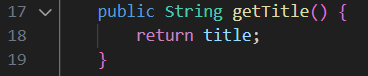 17 public String getTitle() {
18 return title;
19 }